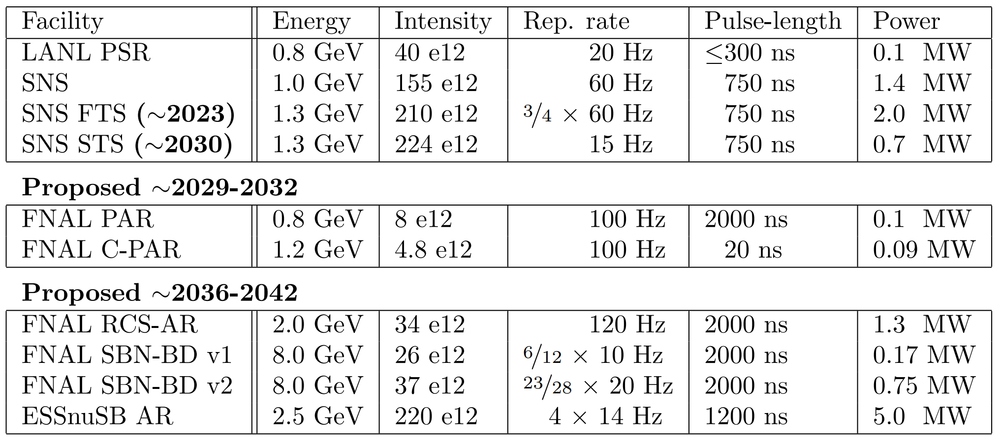 Facility Energy Intensity Rep. rate Pulse-length Power
LANL PSR 0.8 GeV 40 e12 20 Hz ≤300 ns 0.1 MW
SNS 1.0 GeV 155 e12 60 Hz 750 ns 1.4 MW
SNS FTS (∼2023) 1.3 GeV 210 e12 3/4 × 60 Hz 750 ns 2.0 MW
SNS STS (∼2030) 1.3 GeV 224 e12 15 Hz 750 ns 0.7 MW
Proposed ∼2029-2032
FNAL PAR 0.8 GeV 8 e12 100 Hz 2000 ns 0.1 MW
FNAL C-PAR 1.2 GeV 4.8 e12 100 Hz 20 ns 0.09 MW
Proposed ∼2036-2042
FNAL RCS-AR 2.0 GeV 34 e12 120 Hz 2000 ns 1.3 MW
FNAL SBN-BD v1 8.0 GeV 26 e12 6/12 × 10 Hz 2000 ns 0.17 MW
FNAL SBN-BD v2 8.0 GeV 37 e12 23/28 × 20 Hz 2000 ns 0.75 MW
ESSnuSB AR 2.5 GeV 220 e12 4 × 14 Hz 1200 ns 5.0 MW